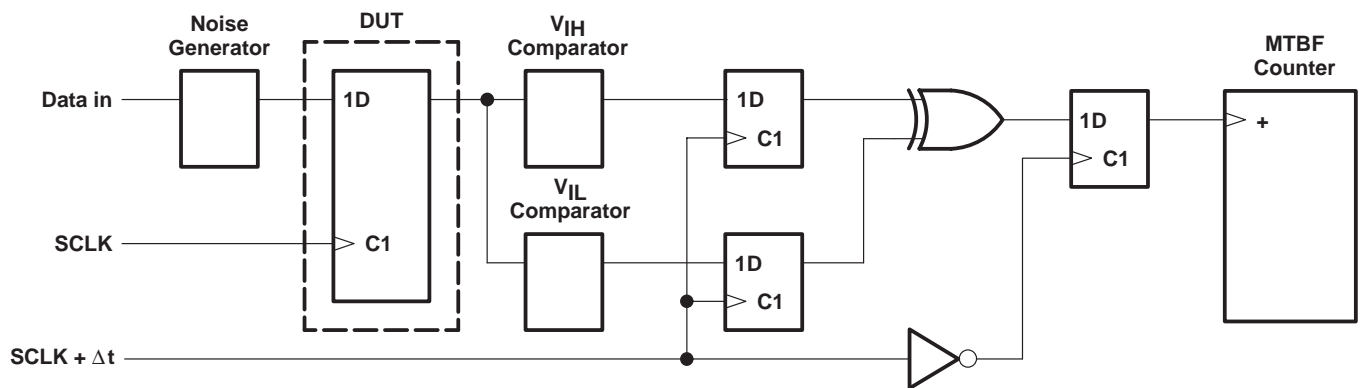 Noise
Generator
DUT
VIH
Comparator
MTBF
Counter
Data in
1D
1D
1D
+
C1
C1
VIL
Comparator
SCLK
C1
1D
C1
SCLK + Δt